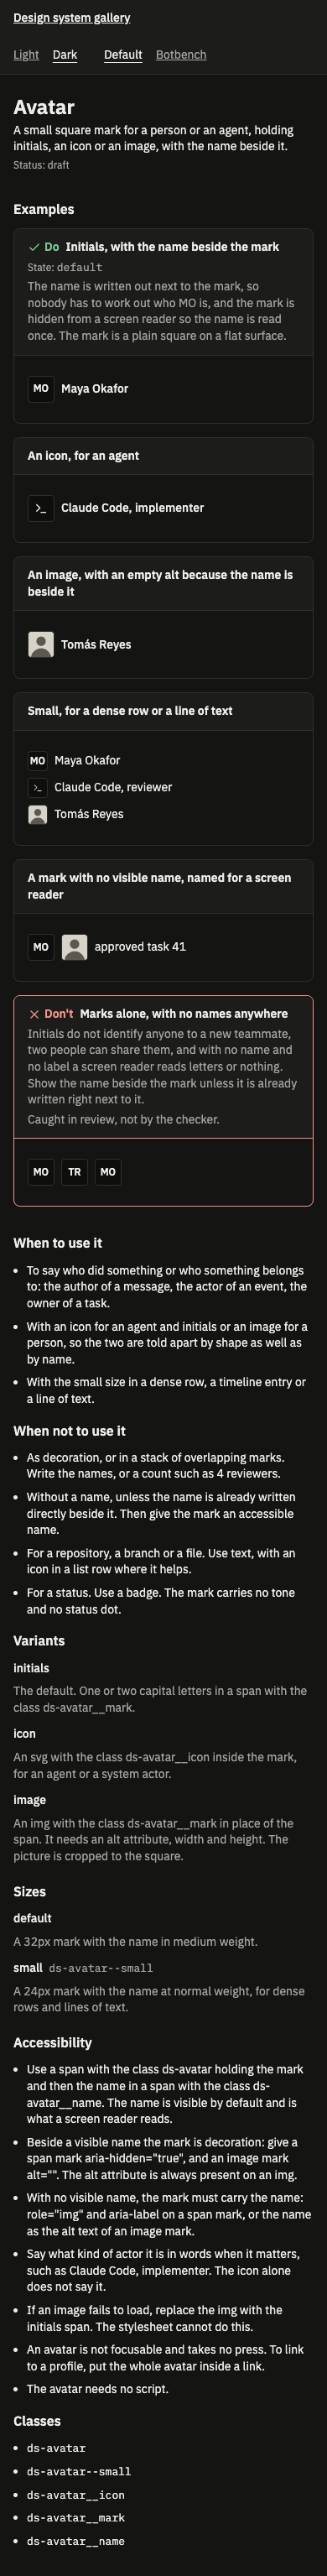 Design system gallery
Light Dark Default Botbench
Avatar
A small square mark for a person or an agent, holding
initials, an icon or an image, with the name beside it.
Status: draft
Examples
Do Initials, with the name beside the mark
State: default
The name is written out next to the mark, so
nobody has to work out who MO is, and the mark is
hidden from a screen reader so the name is read
once. The mark is a plain square on a flat surface.
MO Maya Okafor
An icon, for an agent
Claude Code, implementer
An image, with an empty alt because the name is
beside it
Tomás Reyes
Small, for a dense row or a line of text
MO Maya Okafor
Claude Code, reviewer
Tomás Reyes
A mark with no visible name, named for a screen
reader
MO approved task 41
Don't Marks alone, with no names anywhere
Initials do not identify anyone to a new teammate,
two people can share them, and with no name and
no label a screen reader reads letters or nothing.
Show the name beside the mark unless it is already
written right next to it.
Caught in review, not by the checker.
MO TR MO
When to use it
• To say who did something or who something belongs
to: the author of a message, the actor of an event, the
owner of a task.
• With an icon for an agent and initials or an image for a
person, so the two are told apart by shape as well as
by name.
• With the small size in a dense row, a timeline entry or
a line of text.
When not to use it
• As decoration, or in a stack of overlapping marks.
Write the names, or a count such as 4 reviewers.
• Without a name, unless the name is already written
directly beside it. Then give the mark an accessible
name.
• For a repository, a branch or a file. Use text, with an
icon in a list row where it helps.
• For a status. Use a badge. The mark carries no tone
and no status dot.
Variants
initials
The default. One or two capital letters in a span with the
class ds-avatar__mark.
icon
An svg with the class ds-avatar__icon inside the mark,
for an agent or a system actor.
image
An img with the class ds-avatar__mark in place of the
span. It needs an alt attribute, width and height. The
picture is cropped to the square.
Sizes
default
A 32px mark with the name in medium weight.
small ds-avatar--small
A 24px mark with the name at normal weight, for dense
rows and lines of text.
Accessibility
• Use a span with the class ds-avatar holding the mark
and then the name in a span with the class ds-
avatar__name. The name is visible by default and is
what a screen reader reads.
• Beside a visible name the mark is decoration: give a
span mark aria-hidden="true", and an image mark
alt="". The alt attribute is always present on an img.
• With no visible name, the mark must carry the name:
role="img" and aria-label on a span mark, or the name
as the alt text of an image mark.
• Say what kind of actor it is in words when it matters,
such as Claude Code, implementer. The icon alone
does not say it.
• If an image fails to load, replace the img with the
initials span. The stylesheet cannot do this.
• An avatar is not focusable and takes no press. To link
to a profile, put the whole avatar inside a link.
• The avatar needs no script.
Classes
• ds-avatar
• ds-avatar--small
• ds-avatar__icon
• ds-avatar__mark
• ds-avatar__name